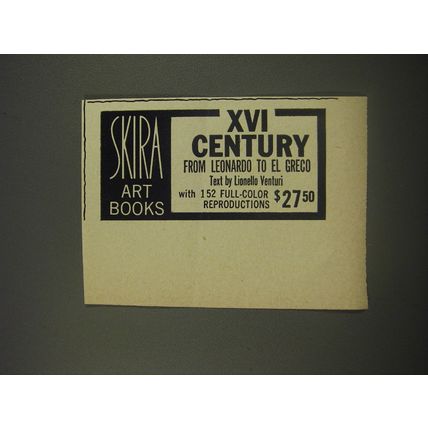 SKIRA
ART
BOOKS
XVI
CENTURY
FROM LEONARDO TO EL GRECO
Text by Lionello Venturi
with 152 FULL-COLOR
REPRODUCTIONS $27.50